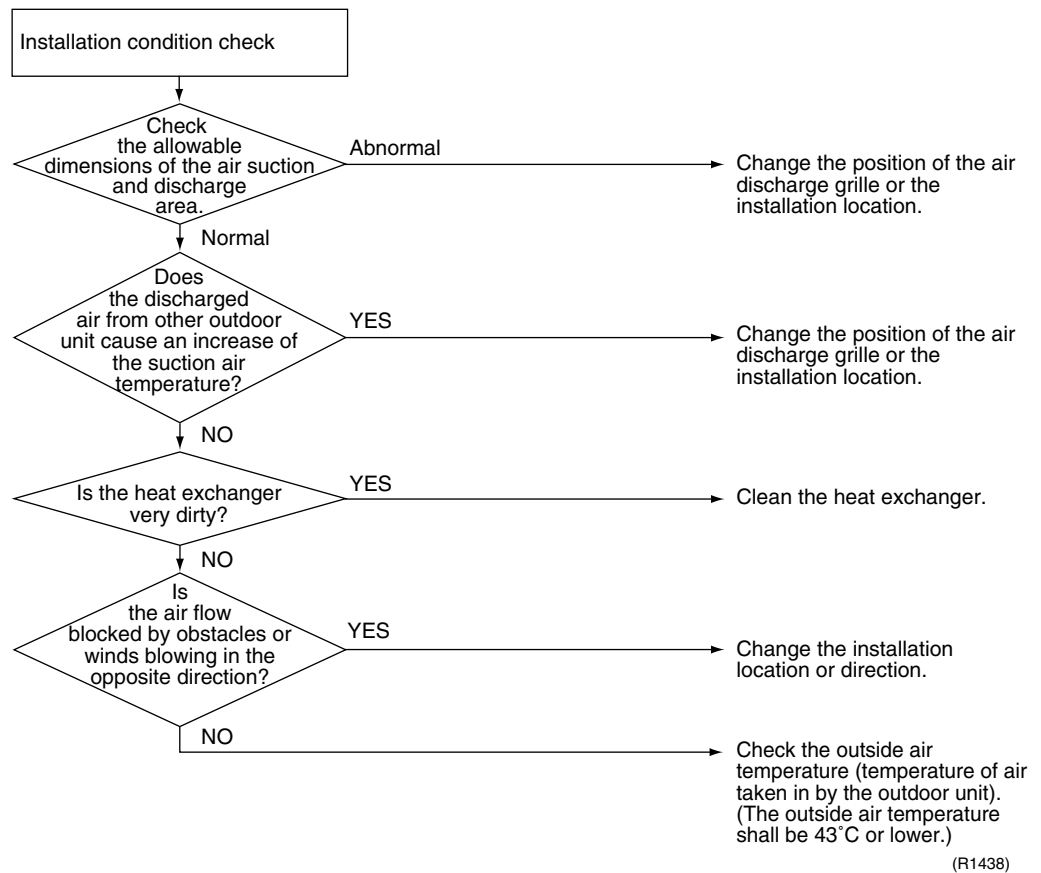 Installation condition check
Check
the allowable
dimensions of the air suction
and discharge
area.
Abnormal
Change the position of the air
discharge grille or the
installation location.
Normal
Does
the discharged
air from other outdoor
unit cause an increase of
the suction air
temperature?
YES
Change the position of the air
discharge grille or the
installation location.
NO
Is the heat exchanger
very dirty?
YES
Clean the heat exchanger.
NO
Is
the air flow
blocked by obstacles or
winds blowing in the
opposite direction?
YES
Change the installation
location or direction.
NO
Check the outside air
temperature (temperature of air
taken in by the outdoor unit).
(The outside air temperature
shall be 43˚C or lower.)
(R1438)